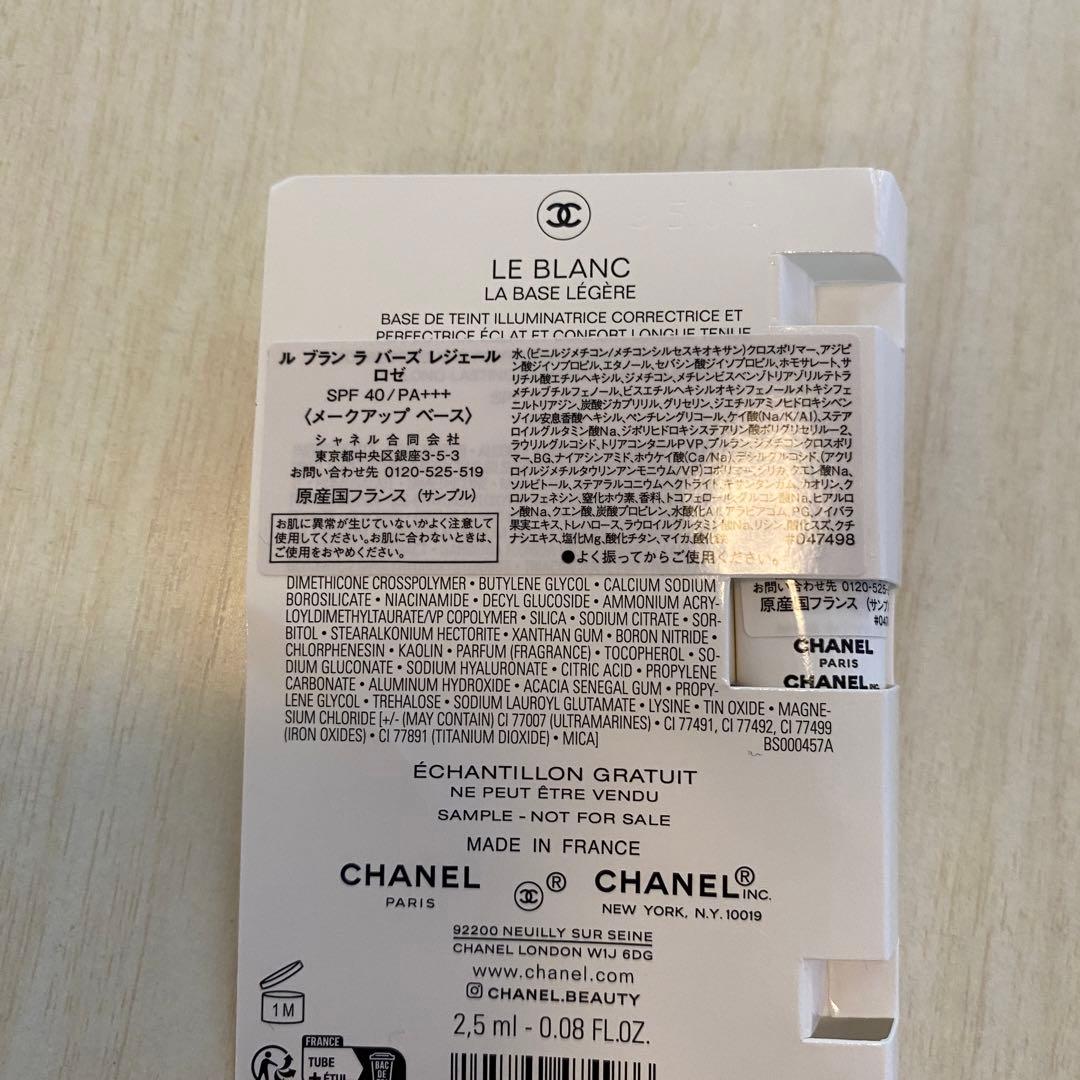 LE BLANC
LA BASE LÉGÈRE
BASE DE TEINT ILLUMINATRICE CORRECTRICE ET
PERFECTRICE ÉCLAT ET CONFORT LONGUE TENUE
ル ブラン ラ バーズ レジェール
ロゼ
SPF 40/PA+++
〈メークアップ ベース〉
シャネル合同会社
東京都中央区銀座3-5-3
お問い合わせ先 0120-525-519
原産国フランス (サンプル)
お肌に異常が生じていないかよく注意して
使用してください。お肌に合わないときは、
ご使用をおやめください。
水、(ビニルジメチコン/メチコンシルセスキオキサン)クロスポリマー、アジピ
ン酸ジイソプロピル、エタノール、セバシン酸ジイソプロピル、ホモサレート、サ
リチル酸エチルヘキシル、ジメチコン、メチレンビスベンゾトリアゾリルテトラ
メチルブチルフェノール、ビスエチルヘキシルオキシフェノールメトキシフェ
ニルトリアジン、炭酸ジカプリリル、グリセリン、ジエチルアミノヒドロキシベン
ゾイル安息香酸ヘキシル、ペンチレングリコール、ケイ酸(Na/K/Al)、ステア
ロイルグルタミン酸Na、ジポリヒドロキシステアリン酸ポリグリセリル-2、
ラウリルグルコシド、トリアコンタニルPVP、プルラン、ジメチコンクロスポリ
マー、BG、ナイアシンアミド、ホウケイ酸(Ca/Na)、デシルグルコシド、(アクリ
ロイルジメチルタウリンアンモニウム/VP)コポリマー、シリカ、クエン酸Na、
ソルビトール、ステアラルコニウムヘクトライト、キサンタンガム、カオリン、ク
ロルフェネシン、窒化ホウ素、香料、トコフェロール、グルコン酸Na、ヒアルロ
ン酸Na、クエン酸、炭酸プロピレン、水酸化Al、アラビアゴム、PG、ノイバラ
果実エキス、トレハロース、ラウロイルグルタミン酸Na、リシン、酸化スズ、クチ
ナシエキス、塩化Mg、酸化チタン、マイカ、酸化鉄 #047498
●よく振ってからご使用ください。
DIMETHICONE CROSSPOLYMER • BUTYLENE GLYCOL • CALCIUM SODIUM
BOROSILICATE • NIACINAMIDE • DECYL GLUCOSIDE • AMMONIUM ACRY-
LOYLDIMETHYLTAURATE/VP COPOLYMER • SILICA • SODIUM CITRATE • SOR-
BITOL • STEARALKONIUM HECTORITE • XANTHAN GUM • BORON NITRIDE •
CHLORPHENESIN • KAOLIN • PARFUM (FRAGRANCE) • TOCOPHEROL • SO-
DIUM GLUCONATE • SODIUM HYALURONATE • CITRIC ACID • PROPYLENE
CARBONATE • ALUMINUM HYDROXIDE • ACACIA SENEGAL GUM • PROPY-
LENE GLYCOL • TREHALOSE • SODIUM LAUROYL GLUTAMATE • LYSINE • TIN OXIDE • MAGNE-
SIUM CHLORIDE [+/- (MAY CONTAIN) CI 77007 (ULTRAMARINES) • CI 77491, CI 77492, CI 77499
(IRON OXIDES) • CI 77891 (TITANIUM DIOXIDE) • MICA] BS000457A
お問い合わせ先 0120-525-
原産国フランス (サンプ
#047
CHANEL
PARIS
CHANEL INC.
ÉCHANTILLON GRATUIT
NE PEUT ÊTRE VENDU
SAMPLE - NOT FOR SALE
MADE IN FRANCE
CHANEL ® CHANEL® INC.
PARIS NEW YORK, N.Y. 10019
92200 NEUILLY SUR SEINE
CHANEL LONDON W1J 6DG
www.chanel.com
CHANEL.BEAUTY
1M
2,5 ml - 0.08 FL.OZ.
FRANCE
TUBE
+ ÉTUI
BAC
DE